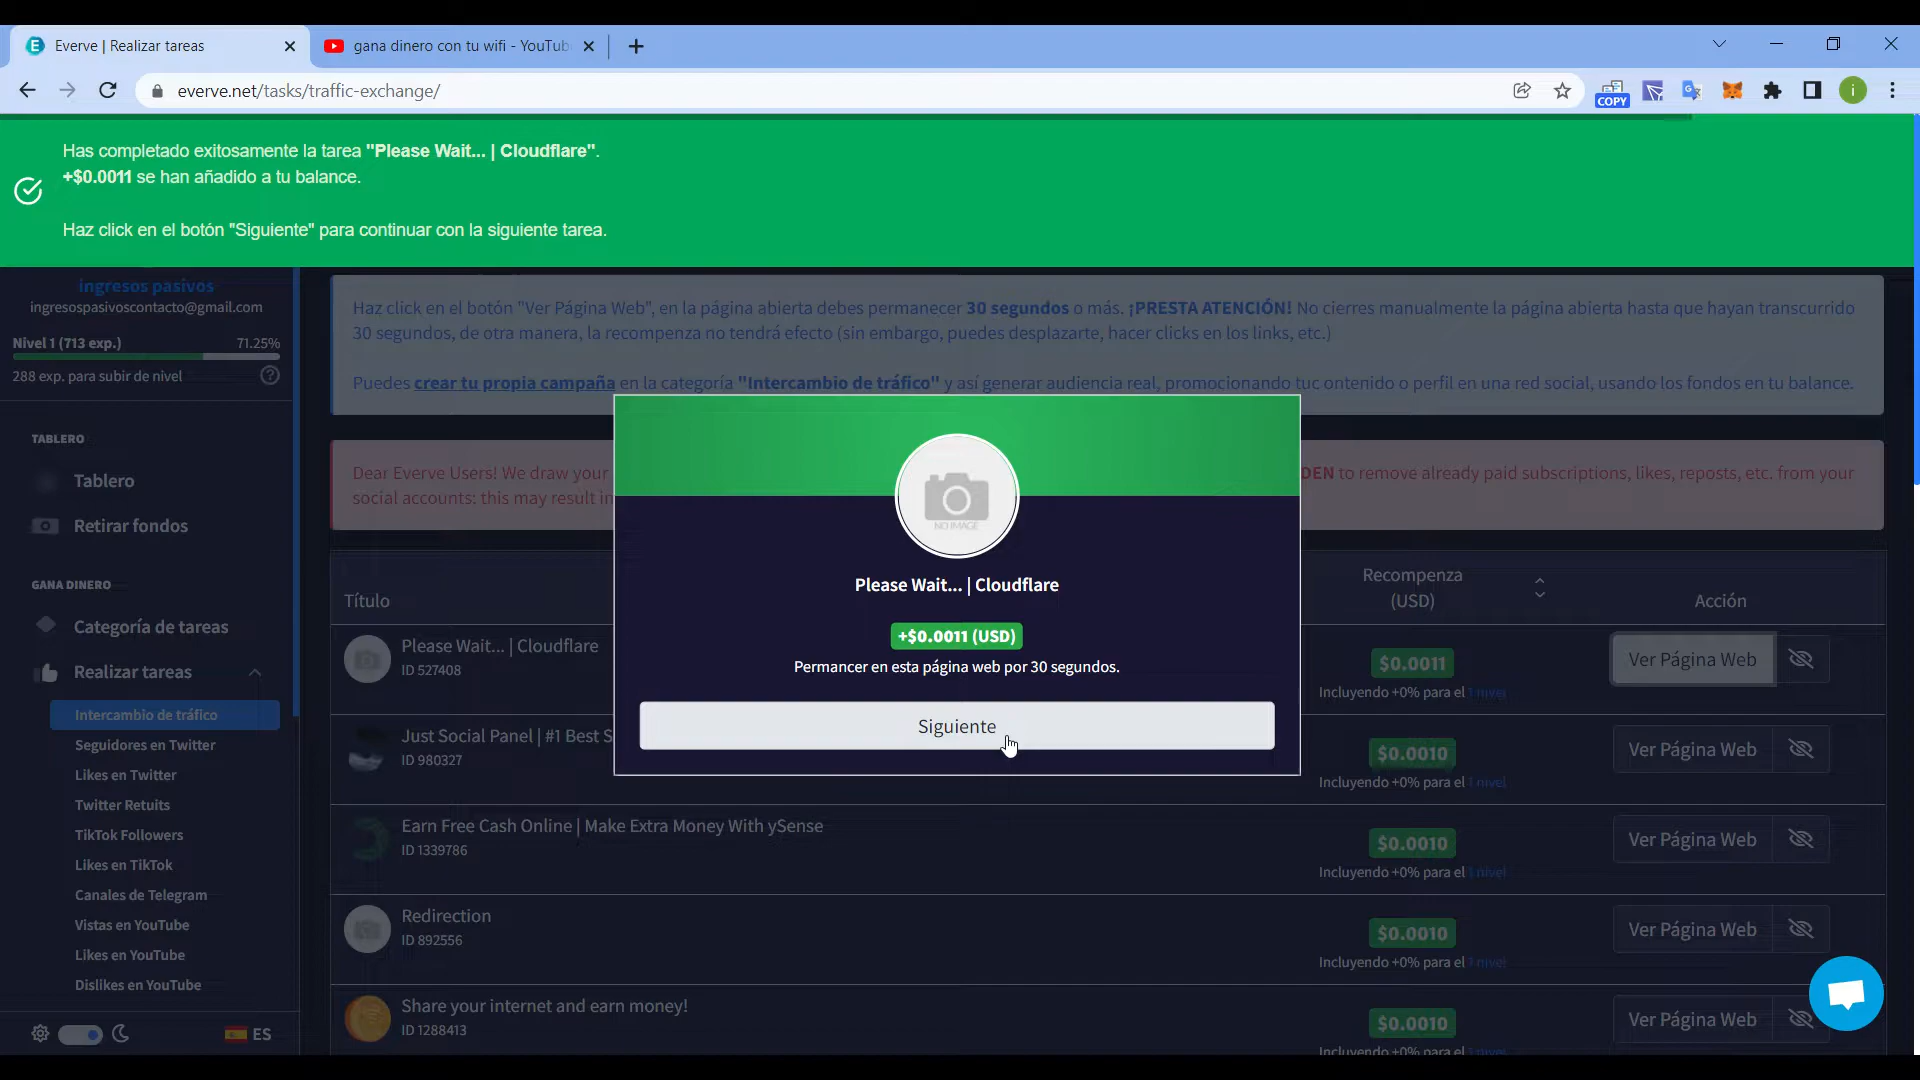 Everve | Realizar tareas
gana dinero con tu wifi - YouTub
everve.net/tasks/traffic-exchange/
COPY
i
Has completado exitosamente la tarea "Please Wait... | Cloudflare".
+$0.0011 se han añadido a tu balance.
Haz click en el botón "Siguiente" para continuar con la siguiente tarea.
ingresos pasivos
ingresospasivoscontacto@gmail.com
Nivel 1 (713 exp.) 71.25%
288 exp. para subir de nivel
TABLERO
Tablero
Retirar fondos
GANA DINERO
Categoría de tareas
Realizar tareas
Intercambio de tráfico
Seguidores en Twitter
Likes en Twitter
Twitter Retuits
TikTok Followers
Likes en TikTok
Canales de Telegram
Vistas en YouTube
Likes en YouTube
Dislikes en YouTube
ES
Haz click en el botón "Ver Página Web", en la página abierta debes permanecer 30 segundos o más. ¡PRESTA ATENCIÓN! No cierres manualmente la página abierta hasta que hayan transcurrido
30 segundos, de otra manera, la recompenza no tendrá efecto (sin embargo, puedes desplazarte, hacer clicks en los links, etc.)
Puedes crear tu propia campaña en la categoría "Intercambio de tráfico" y así generar audiencia real, promocionando tuc ontenido o perfil en una red social, usando los fondos en tu balance.
Dear Everve Users! We draw your DEN to remove already paid subscriptions, likes, reposts, etc. from your
social accounts: this may result in
NO IMAGE
Please Wait... | Cloudflare
+$0.0011 (USD)
Permancer en esta página web por 30 segundos.
Siguiente
Título
Recompenza
(USD)
Acción
Please Wait... | Cloudflare
ID 527408
$0.0011
Incluyendo +0% para el 1 nivel
Ver Página Web
Just Social Panel | #1 Best S
ID 980327
$0.0010
Incluyendo +0% para el 1 nivel
Ver Página Web
Earn Free Cash Online | Make Extra Money With ySense
ID 1339786
$0.0010
Incluyendo +0% para el 1 nivel
Ver Página Web
Redirection
ID 892556
$0.0010
Incluyendo +0% para el 1 nivel
Ver Página Web
Share your internet and earn money!
ID 1288413
$0.0010
Incluyendo +0% para el 1 nivel
Ver Página Web